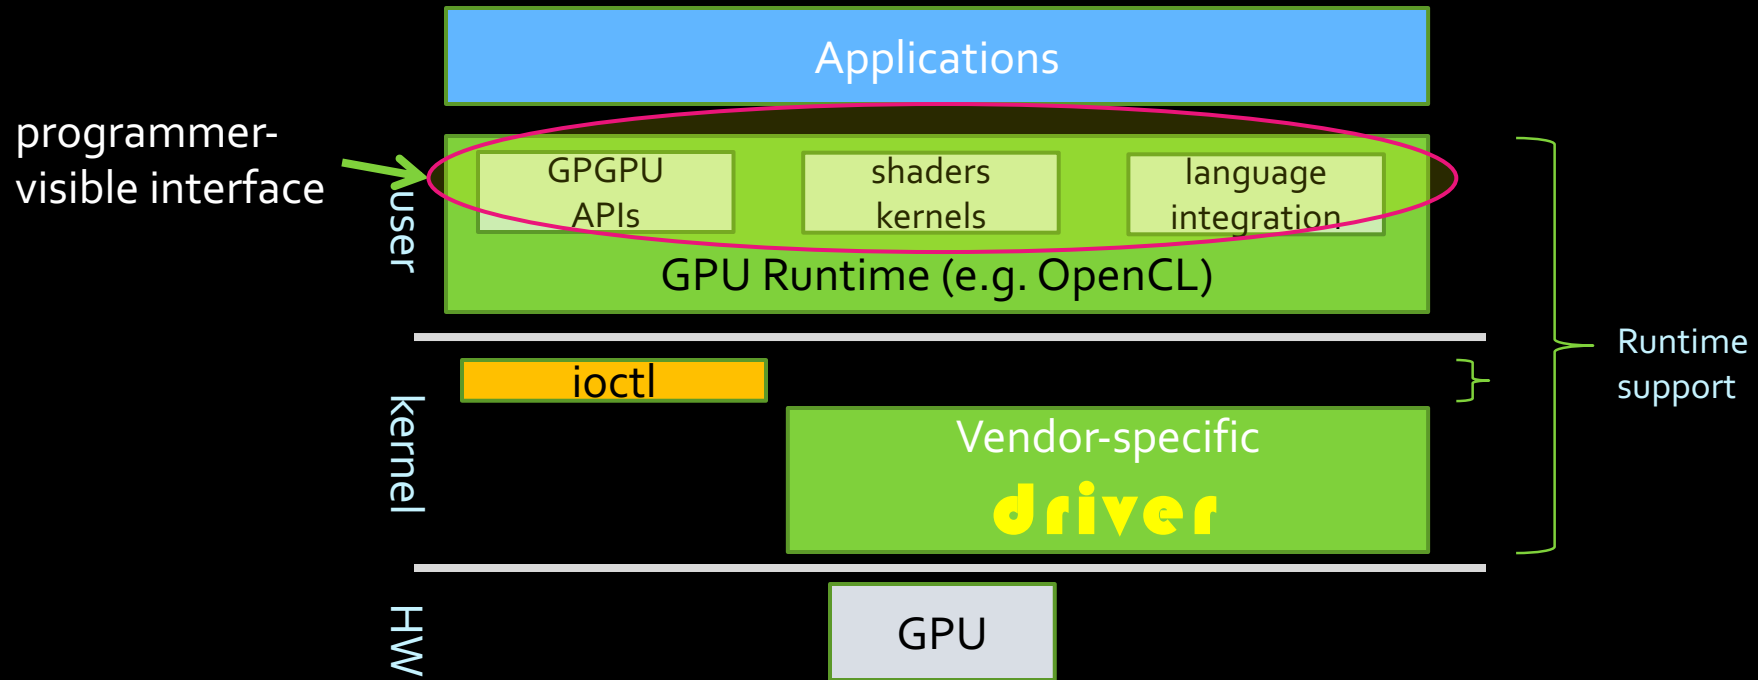 Applications
programmer-
visible interface
user
GPGPU
APIs
shaders
kernels
language
integration
GPU Runtime (e.g. OpenCL)
Runtime
support
kernel
ioctl
Vendor-specific
driver
HW
GPU